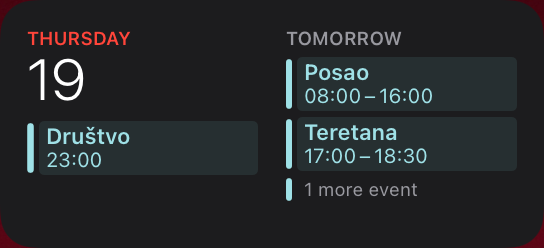 THURSDAY
19
Društvo
23:00
TOMORROW
Posao
08:00 – 16:00
Teretana
17:00 – 18:30
1 more event